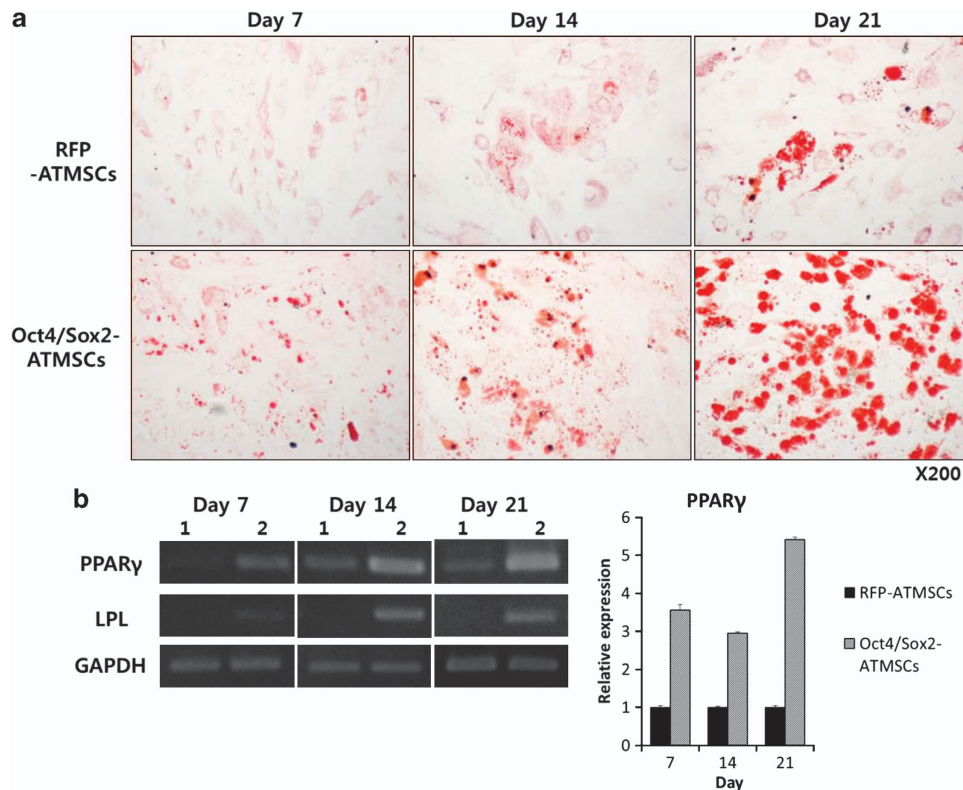 a
Day 7 Day 14 Day 21
RFP
-ATMSCs
Oct4/Sox2-
ATMSCs
X200
b
Day 7 Day 14 Day 21
1 2 1 2 1 2
PPARγ
LPL
GAPDH
PPARγ
Relative expression
6
5
4
3
2
1
0
7 14 21
Day
RFP-ATMSCs
Oct4/Sox2-
ATMSCs